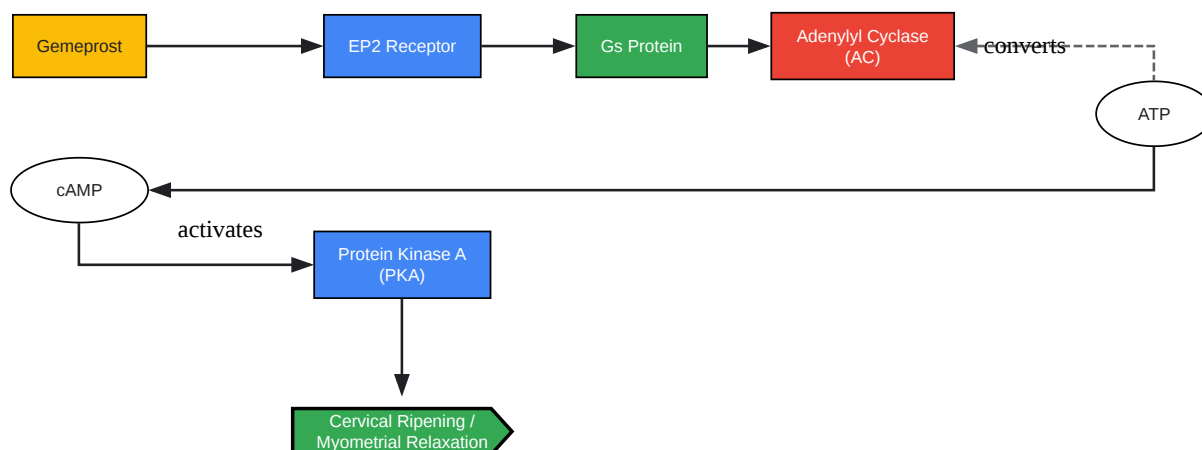 Gemeprost
EP2 Receptor
Gs Protein
Adenylyl Cyclase
(AC)
converts
ATP
cAMP
activates
Protein Kinase A
(PKA)
Cervical Ripening /
Myometrial Relaxation